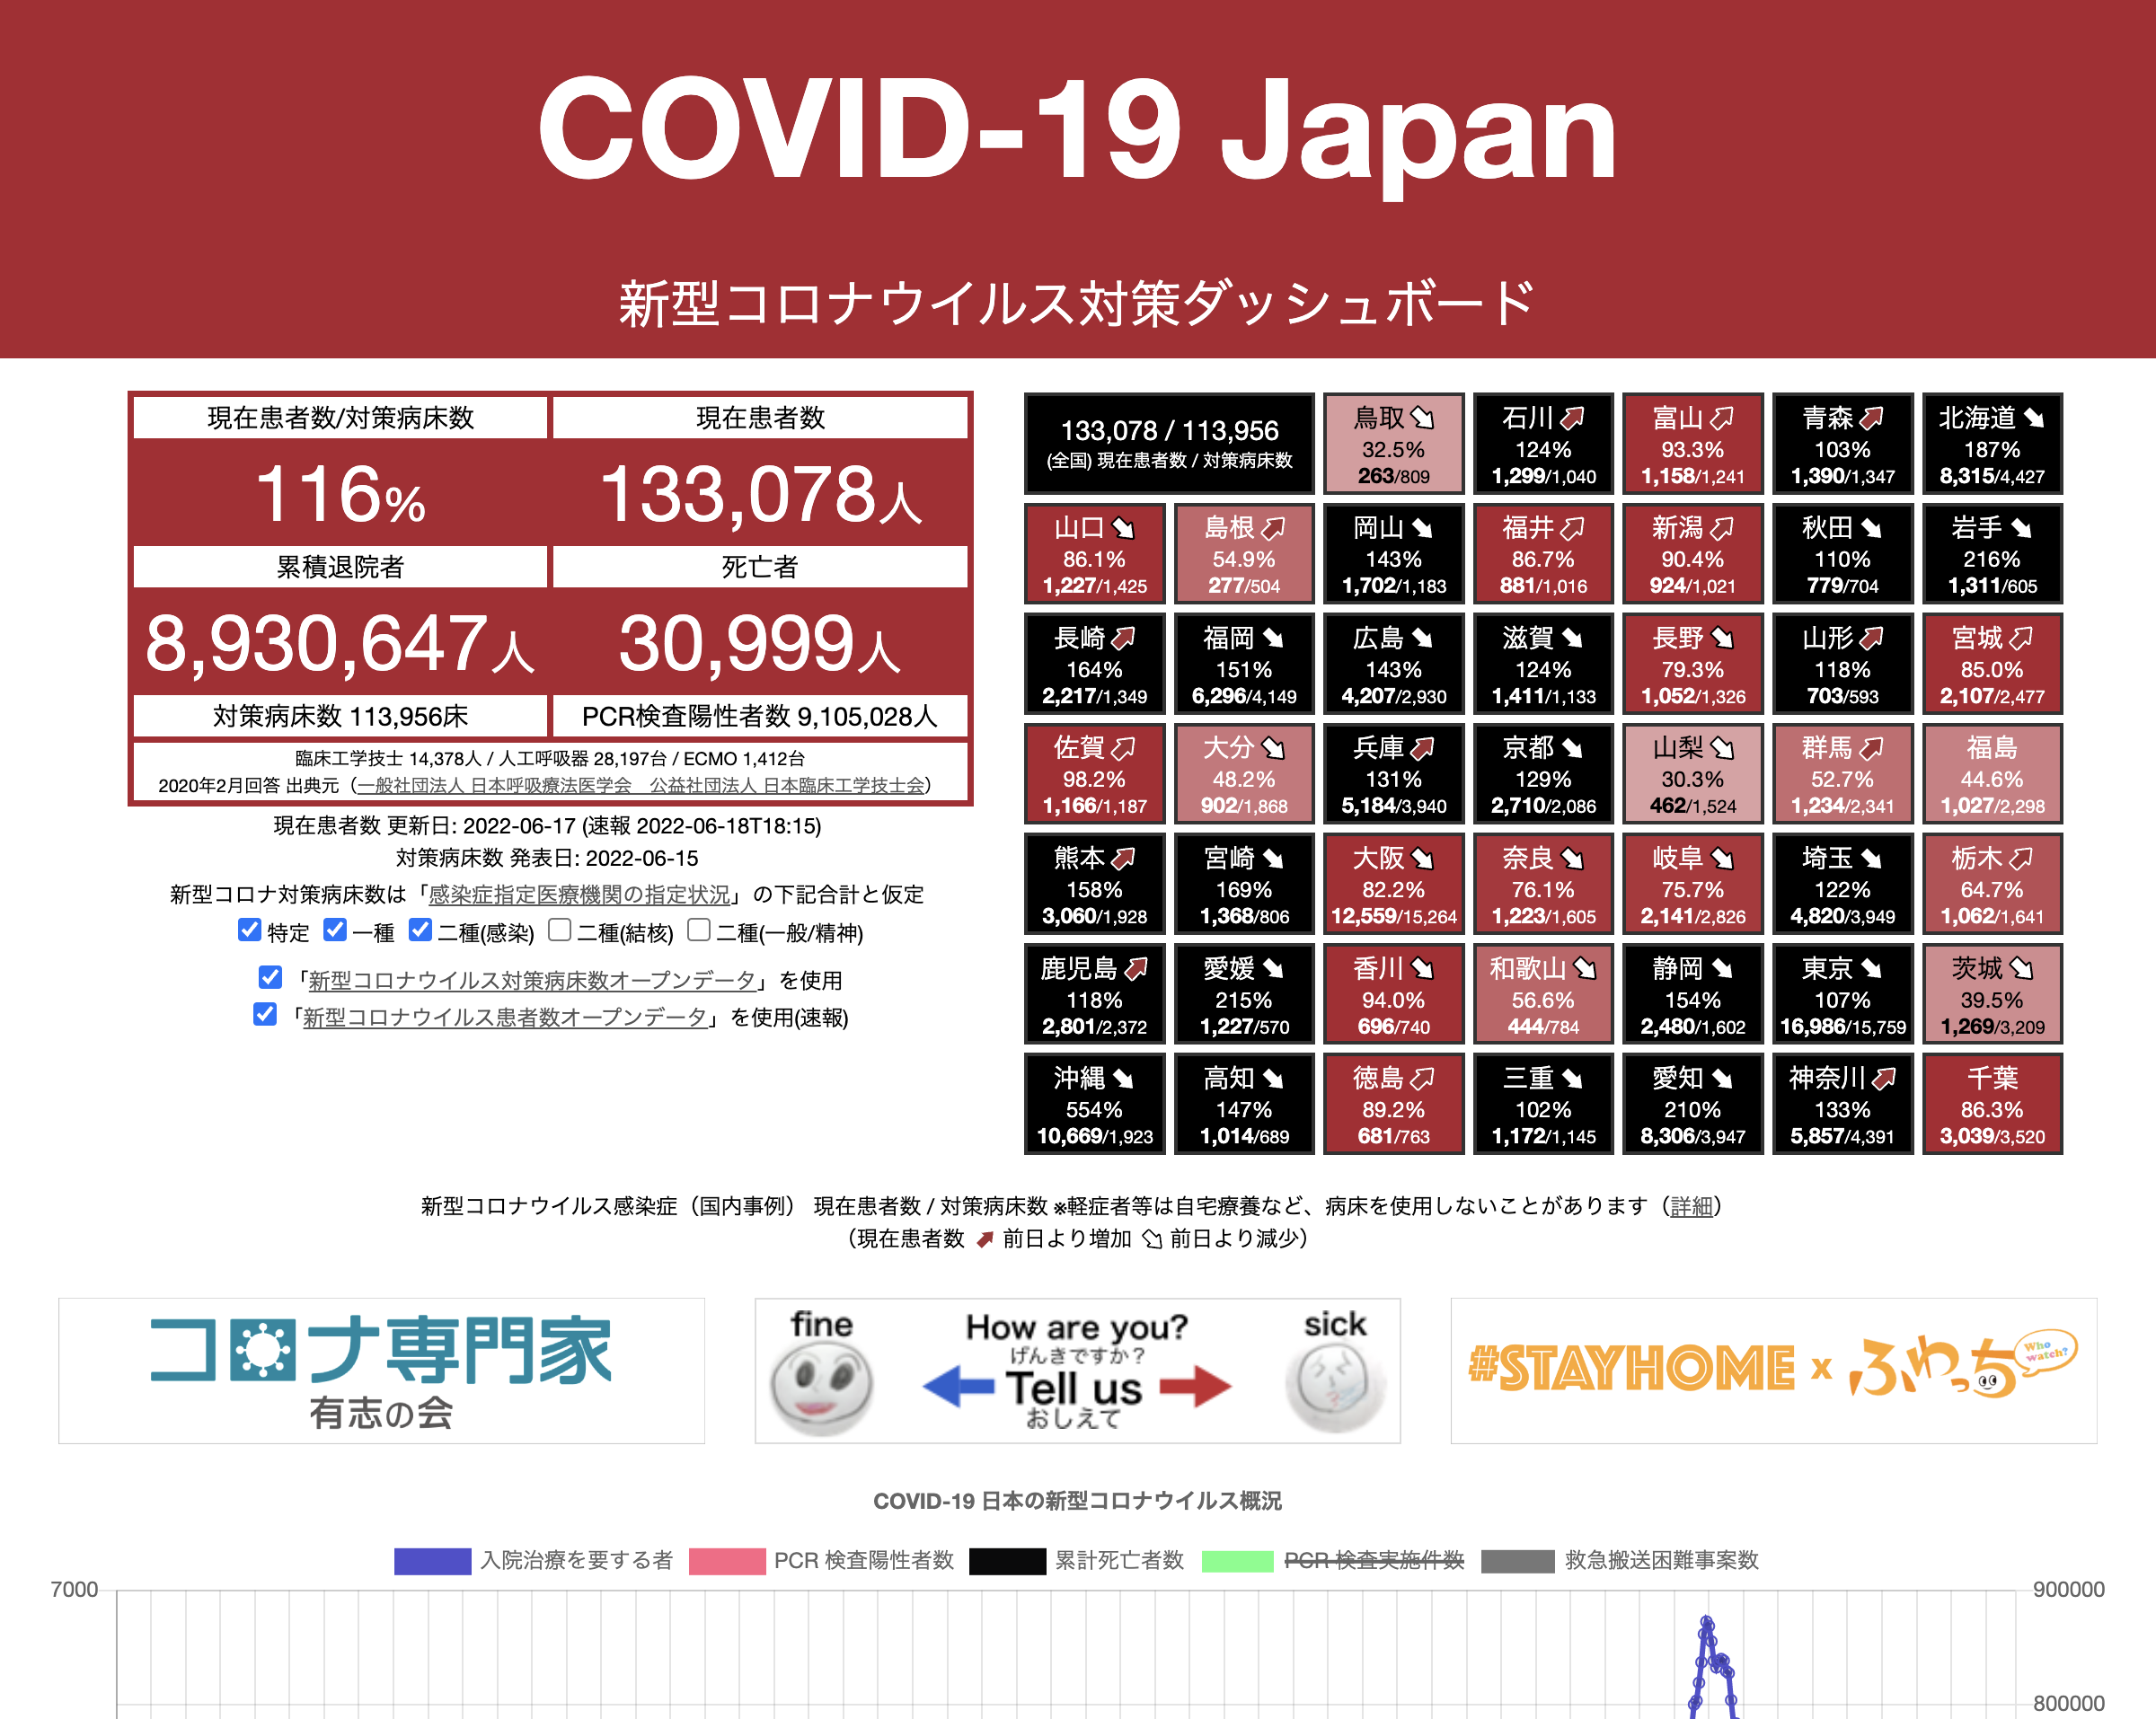 COVID-19 Japan
新型コロナウイルス対策ダッシュボード
現在患者数/対策病床数
現在患者数
116%
133,078人
累積退院者
死亡者
8,930,647人
30,999人
対策病床数 113,956床
PCR検査陽性者数 9,105,028人
臨床工学技士 14,378人 / 人工呼吸器 28,197台 / ECMO 1,412台
2020年2月回答 出典元（一般社団法人 日本呼吸療法医学会　公益社団法人 日本臨床工学技士会）
現在患者数 更新日: 2022-06-17 (速報 2022-06-18T18:15)
対策病床数 発表日: 2022-06-15
新型コロナ対策病床数は「感染症指定医療機関の指定状況」の下記合計と仮定
特定 一種 二種(感染) 二種(結核) 二種(一般/精神)
「新型コロナウイルス対策病床数オープンデータ」を使用
「新型コロナウイルス患者数オープンデータ」を使用(速報)
133,078 / 113,956
(全国) 現在患者数 / 対策病床数
鳥取
32.5%
263/809
石川
124%
1,299/1,040
富山
93.3%
1,158/1,241
青森
103%
1,390/1,347
北海道
187%
8,315/4,427
山口
86.1%
1,227/1,425
島根
54.9%
277/504
岡山
143%
1,702/1,183
福井
86.7%
881/1,016
新潟
90.4%
924/1,021
秋田
110%
779/704
岩手
216%
1,311/605
長崎
164%
2,217/1,349
福岡
151%
6,296/4,149
広島
143%
4,207/2,930
滋賀
124%
1,411/1,133
長野
79.3%
1,052/1,326
山形
118%
703/593
宮城
85.0%
2,107/2,477
佐賀
98.2%
1,166/1,187
大分
48.2%
902/1,868
兵庫
131%
5,184/3,940
京都
129%
2,710/2,086
山梨
30.3%
462/1,524
群馬
52.7%
1,234/2,341
福島
44.6%
1,027/2,298
熊本
158%
3,060/1,928
宮崎
169%
1,368/806
大阪
82.2%
12,559/15,264
奈良
76.1%
1,223/1,605
岐阜
75.7%
2,141/2,826
埼玉
122%
4,820/3,949
栃木
64.7%
1,062/1,641
鹿児島
118%
2,801/2,372
愛媛
215%
1,227/570
香川
94.0%
696/740
和歌山
56.6%
444/784
静岡
154%
2,480/1,602
東京
107%
16,986/15,759
茨城
39.5%
1,269/3,209
沖縄
554%
10,669/1,923
高知
147%
1,014/689
徳島
89.2%
681/763
三重
102%
1,172/1,145
愛知
210%
8,306/3,947
神奈川
133%
5,857/4,391
千葉
86.3%
3,039/3,520
新型コロナウイルス感染症（国内事例） 現在患者数 / 対策病床数 ※軽症者等は自宅療養など、病床を使用しないことがあります（詳細）
（現在患者数 前日より増加 前日より減少）
コロナ専門家
有志の会
fine
How are you?
げんきですか？
Tell us
おしえて
sick
#STAYHOME x ふわっち
Who watch?
COVID-19 日本の新型コロナウイルス概況
入院治療を要する者 PCR 検査陽性者数 累計死亡者数 PCR 検査実施件数 救急搬送困難事案数
7000
900000
800000